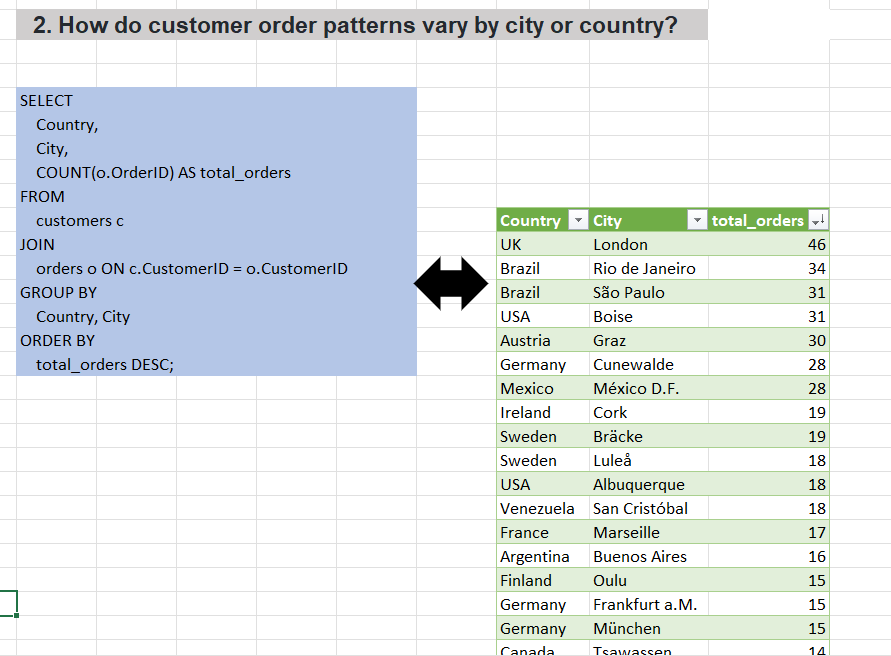 2. How do customer order patterns vary by city or country?
SELECT
Country,
City,
COUNT(o.OrderID) AS total_orders
FROM
customers c
JOIN
orders o ON c.CustomerID = o.CustomerID
GROUP BY
Country, City
ORDER BY
total_orders DESC;
Country City total_orders
UK London 46
Brazil Rio de Janeiro 34
Brazil São Paulo 31
USA Boise 31
Austria Graz 30
Germany Cunewalde 28
Mexico México D.F. 28
Ireland Cork 19
Sweden Bräcke 19
Sweden Luleå 18
USA Albuquerque 18
Venezuela San Cristóbal 18
France Marseille 17
Argentina Buenos Aires 16
Finland Oulu 15
Germany Frankfurt a.M. 15
Germany München 15
Canada Tsawassen 14